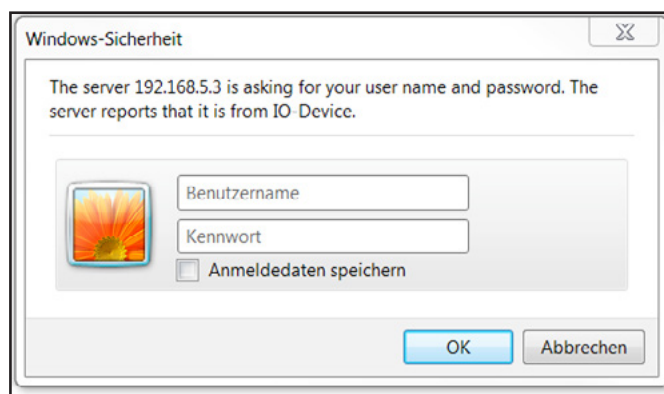 Windows-Sicherheit
The server 192.168.5.3 is asking for your user name and password. The
server reports that it is from IO-Device.
Benutzername
Kennwort
Anmeldedaten speichern
OK
Abbrechen